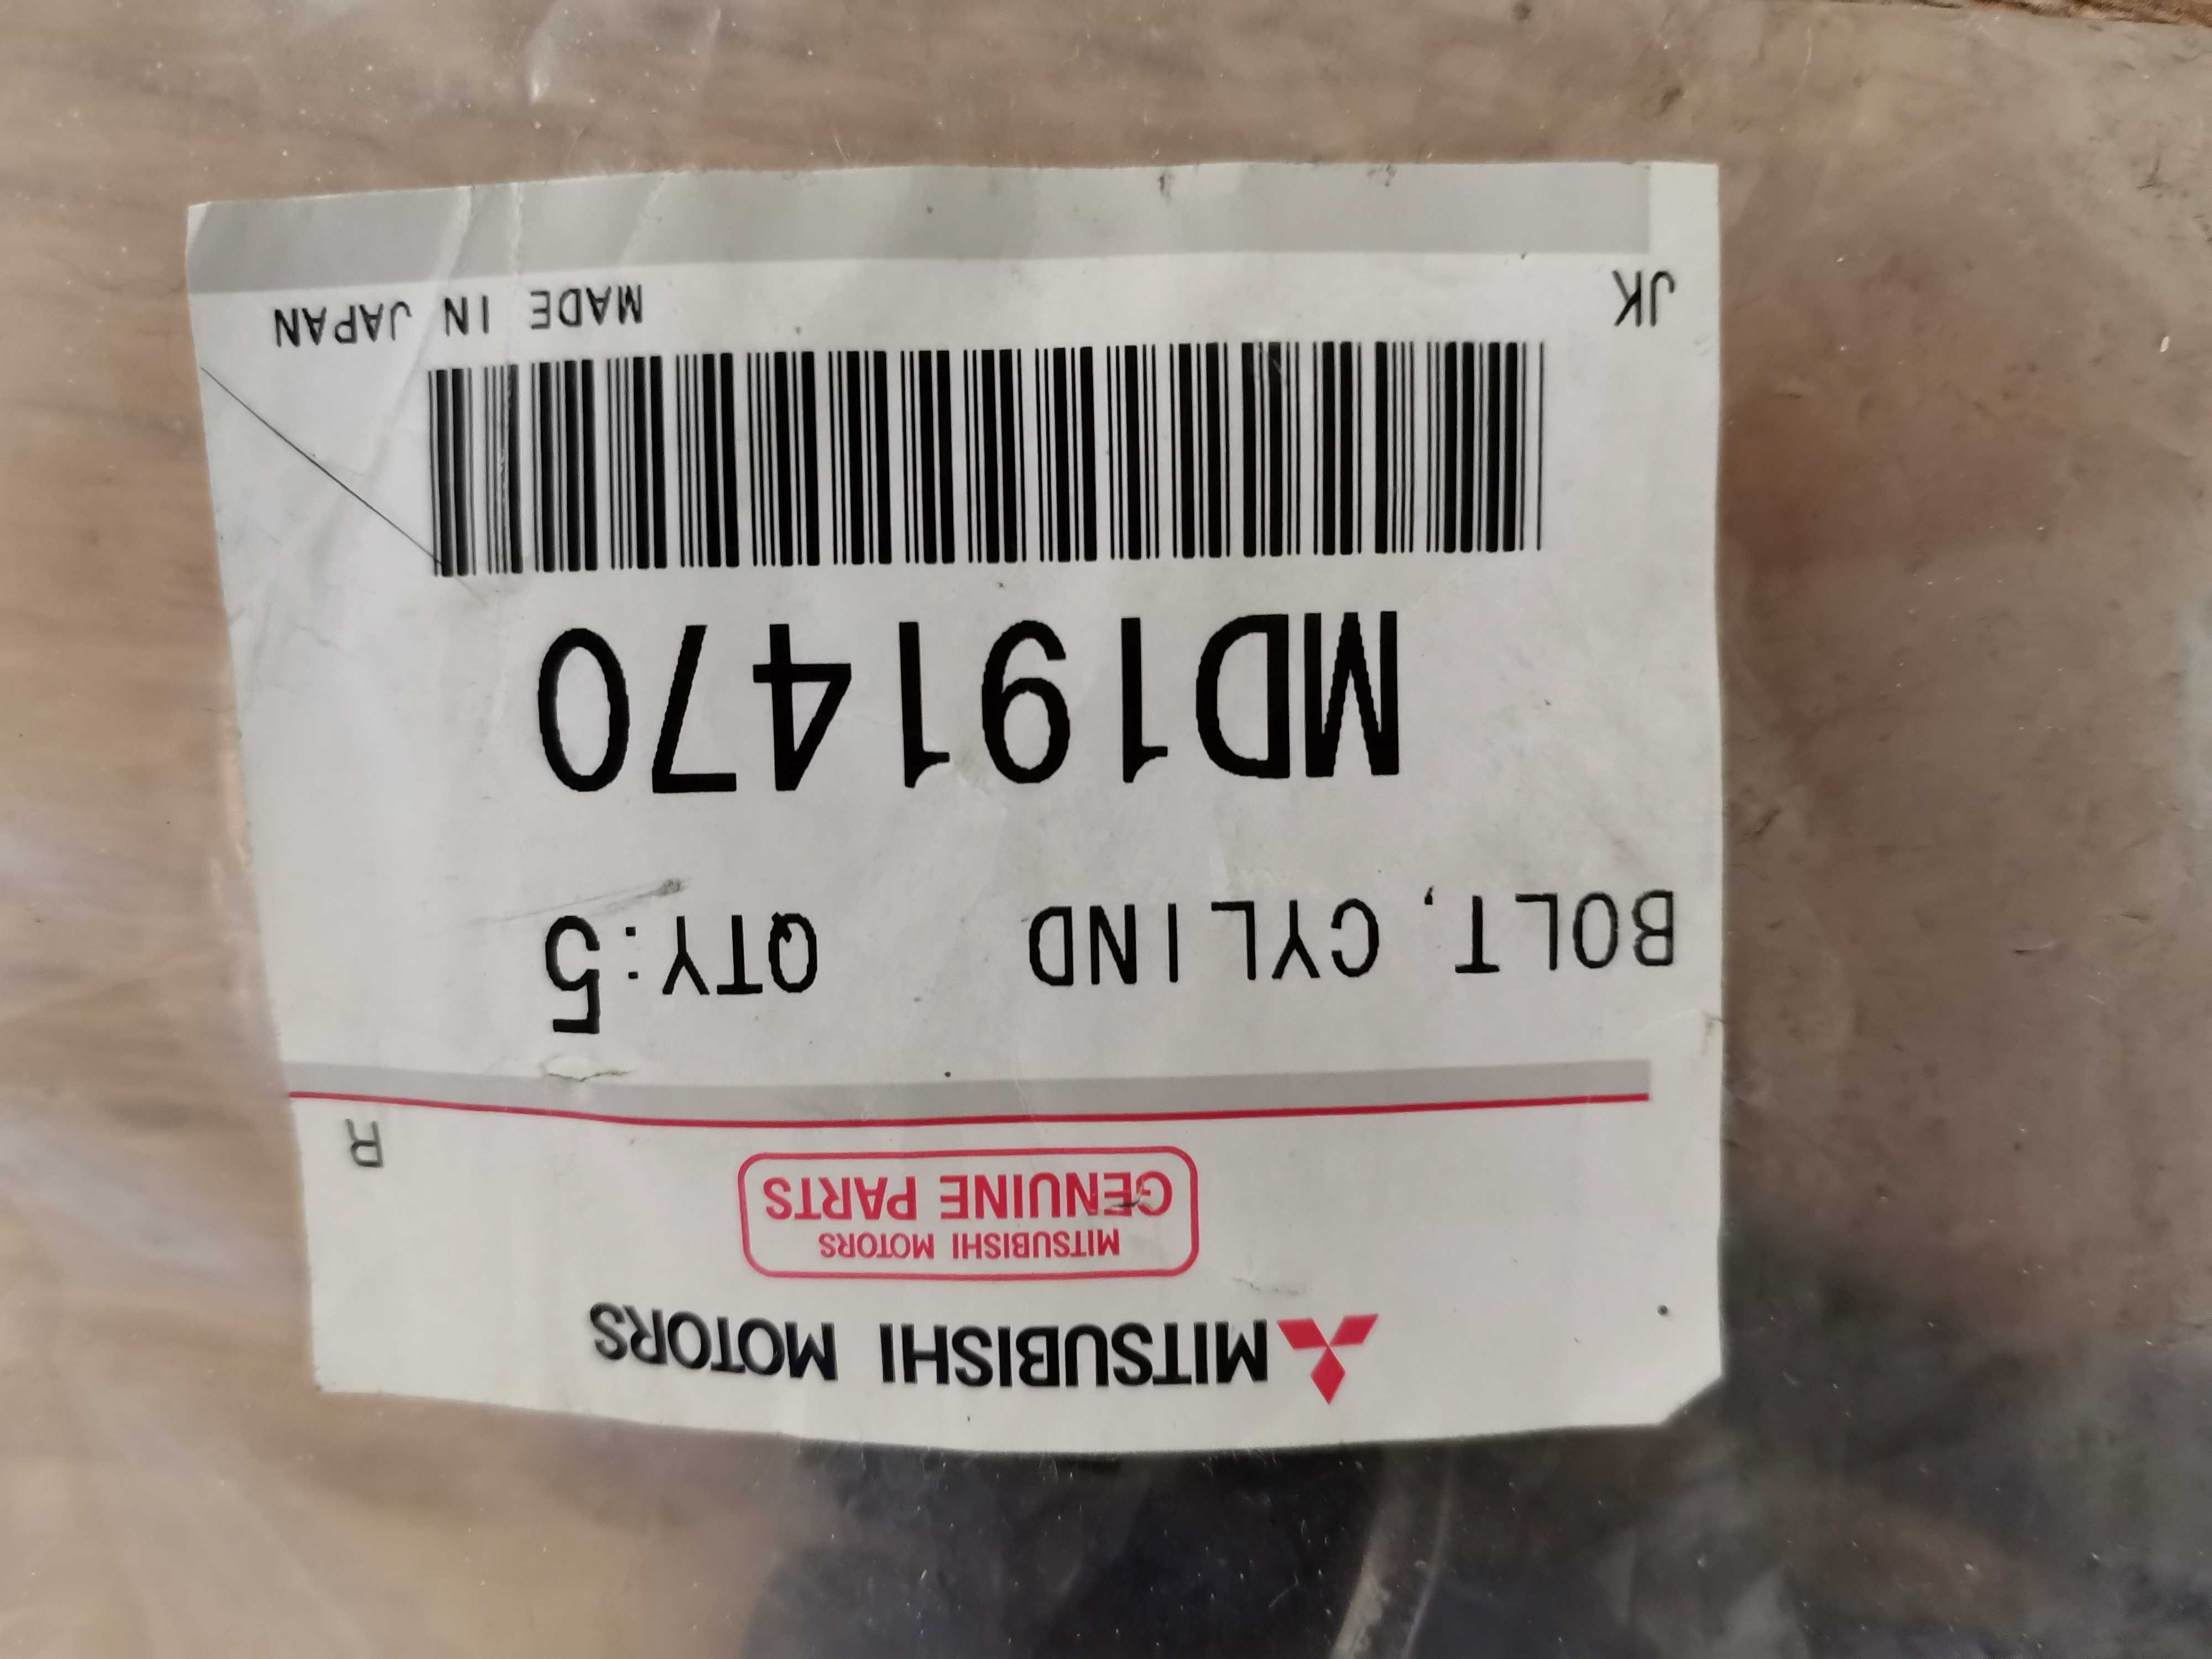 MITSUBISHI MOTORS
MITSUBISHI MOTORS
GENUINE PARTS
R
BOLT, CYLIND QTY:5
MD191470
JK MADE IN JAPAN